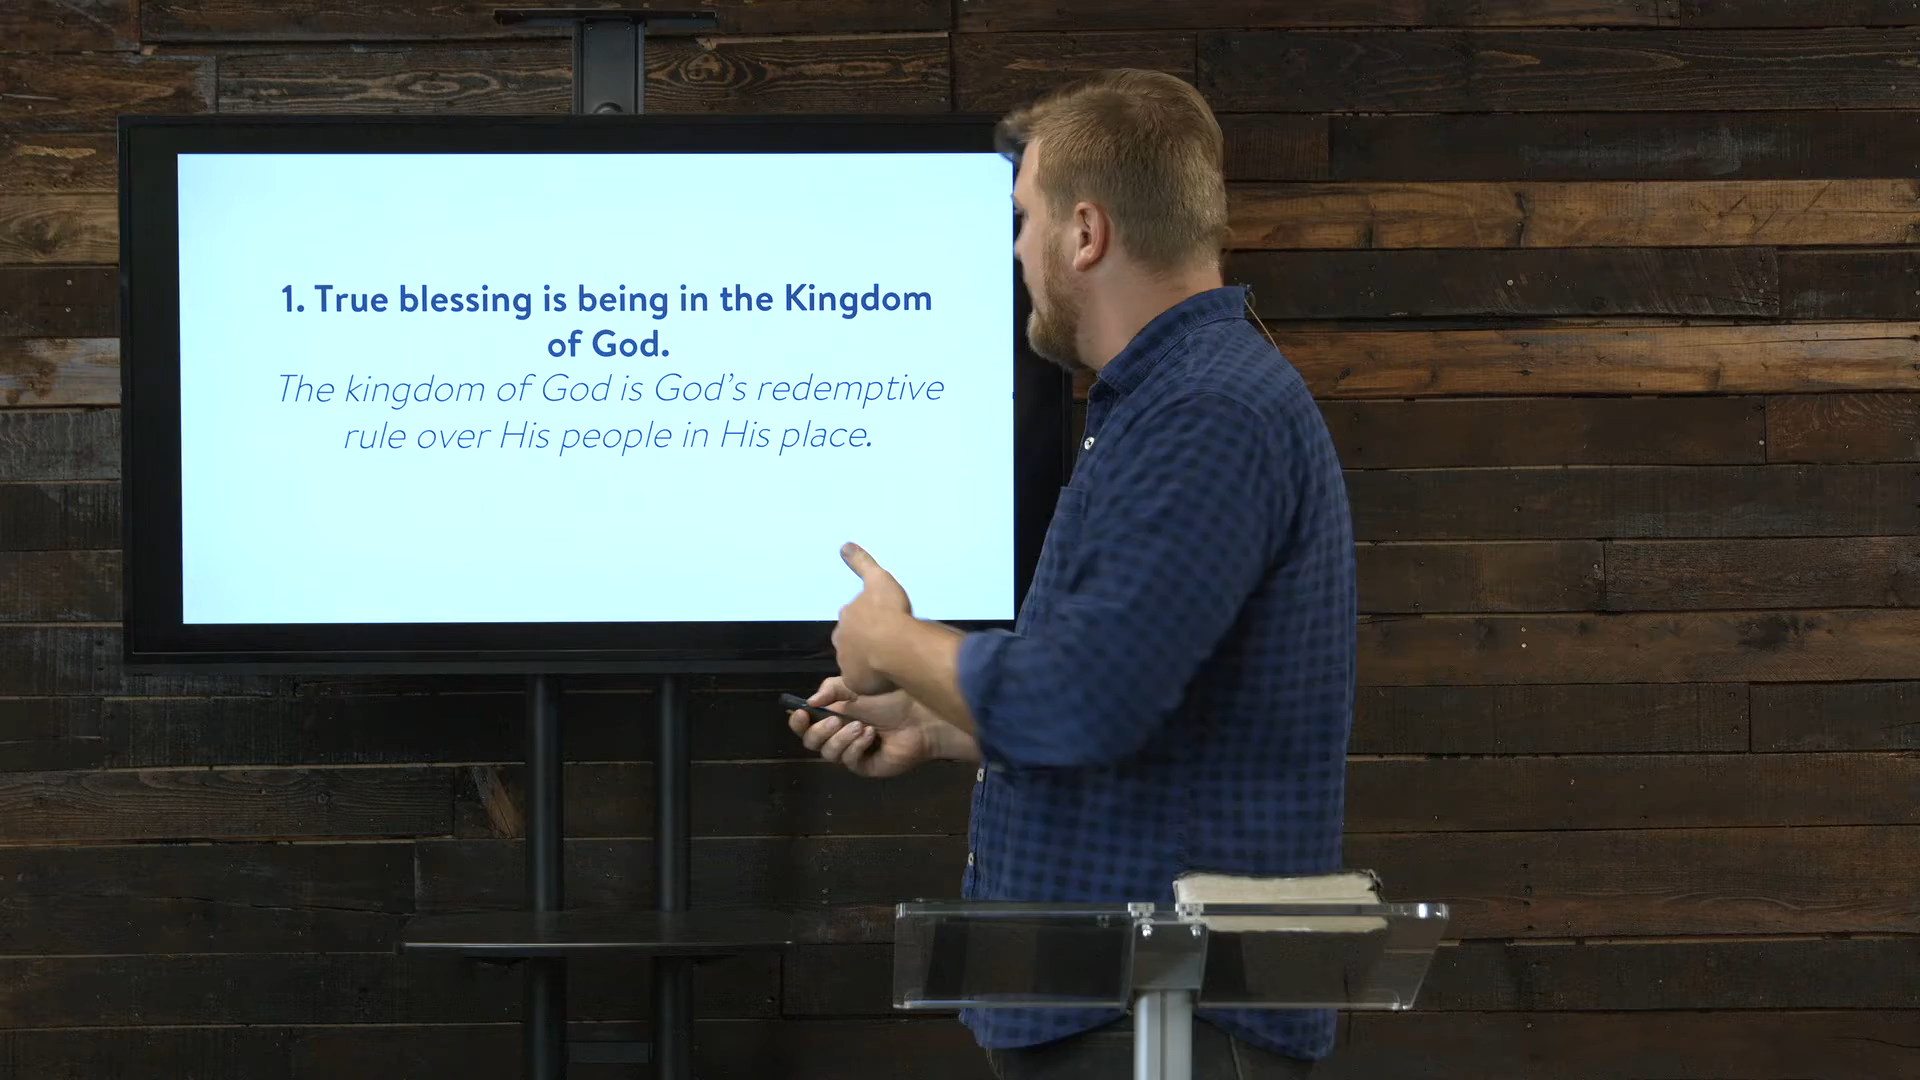 1. True blessing is being in the Kingdom
of God.
The kingdom of God is God’s redemptive
rule over His people in His place.